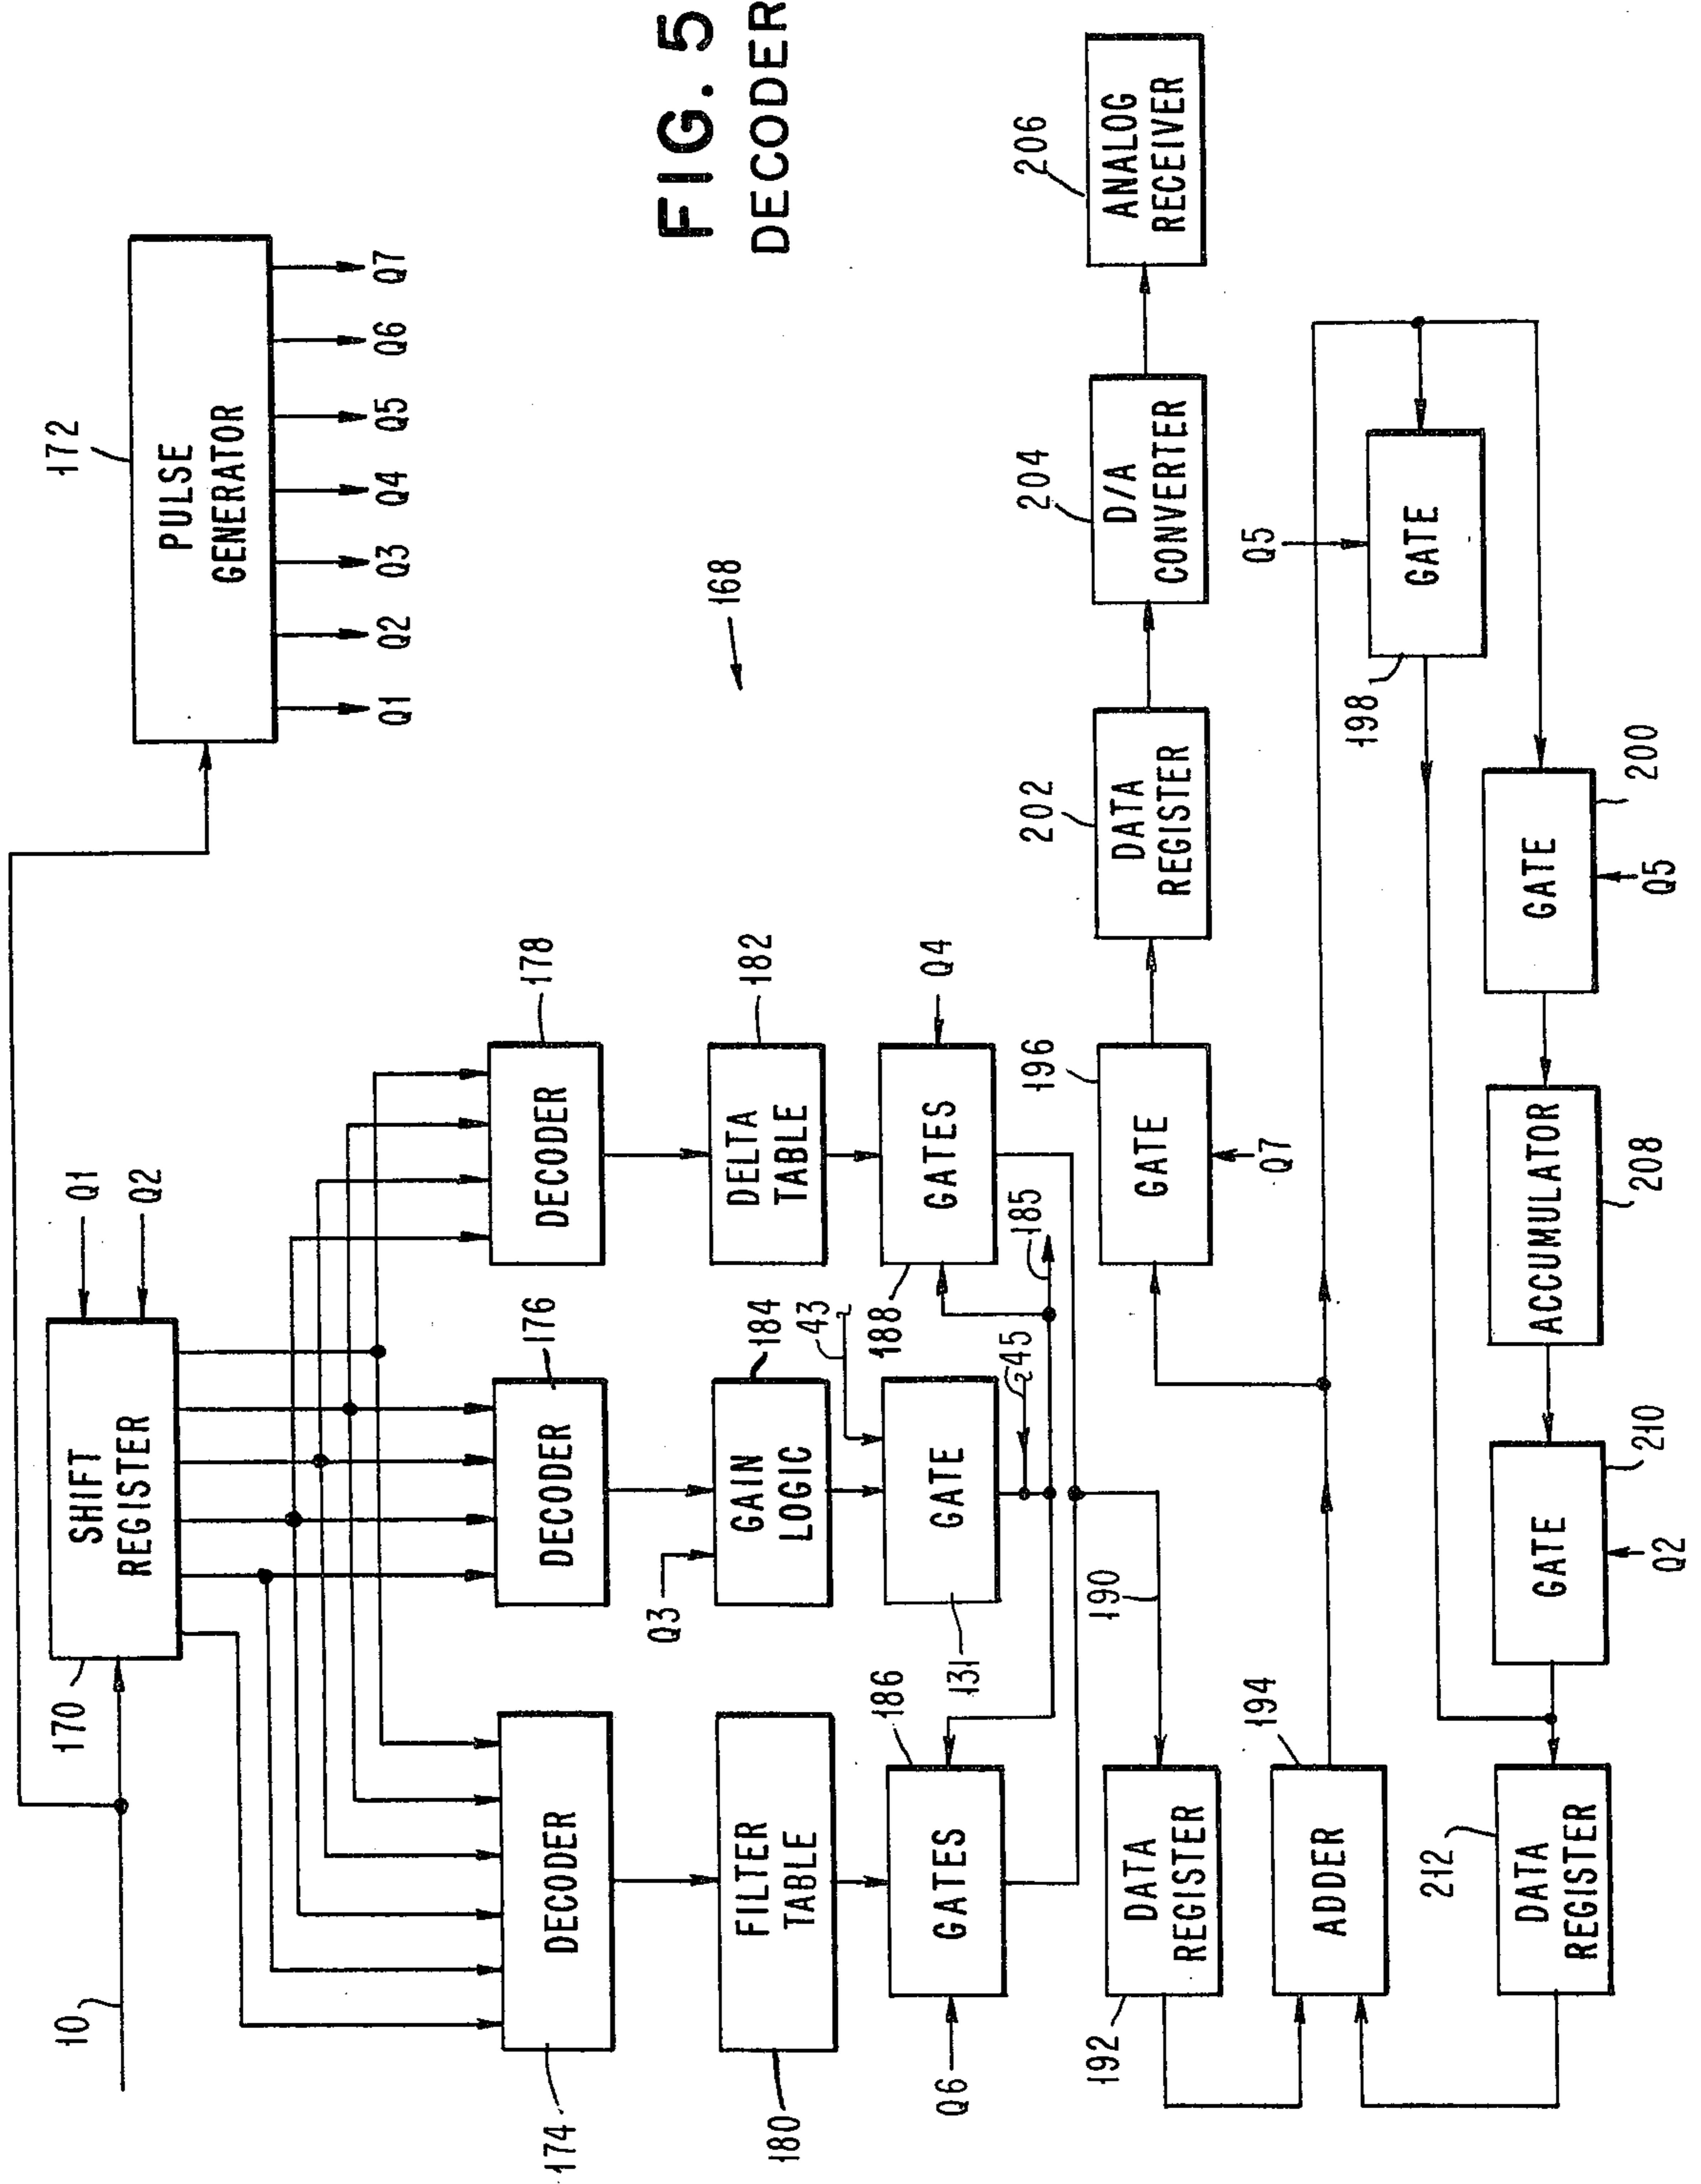 FIG. 5
DECODER
172
PULSE
GENERATOR
Q1
Q2
Q3
Q4
Q5
Q6
Q7
10
170
SHIFT
REGISTER
Q1
Q2
174
DECODER
176
DECODER
178
DECODER
168
180
FILTER
TABLE
Q3
184
GAIN
LOGIC
182
DELTA
TABLE
Q6
186
GATES
131
GATE
43
45
188
GATES
Q4
185
190
192
DATA
REGISTER
196
GATE
Q7
202
DATA
REGISTER
204
D/A
CONVERTER
206
ANALOG
RECEIVER
194
ADDER
198
GATE
Q5
212
DATA
REGISTER
210
GATE
Q2
208
ACCUMULATOR
200
GATE
Q5